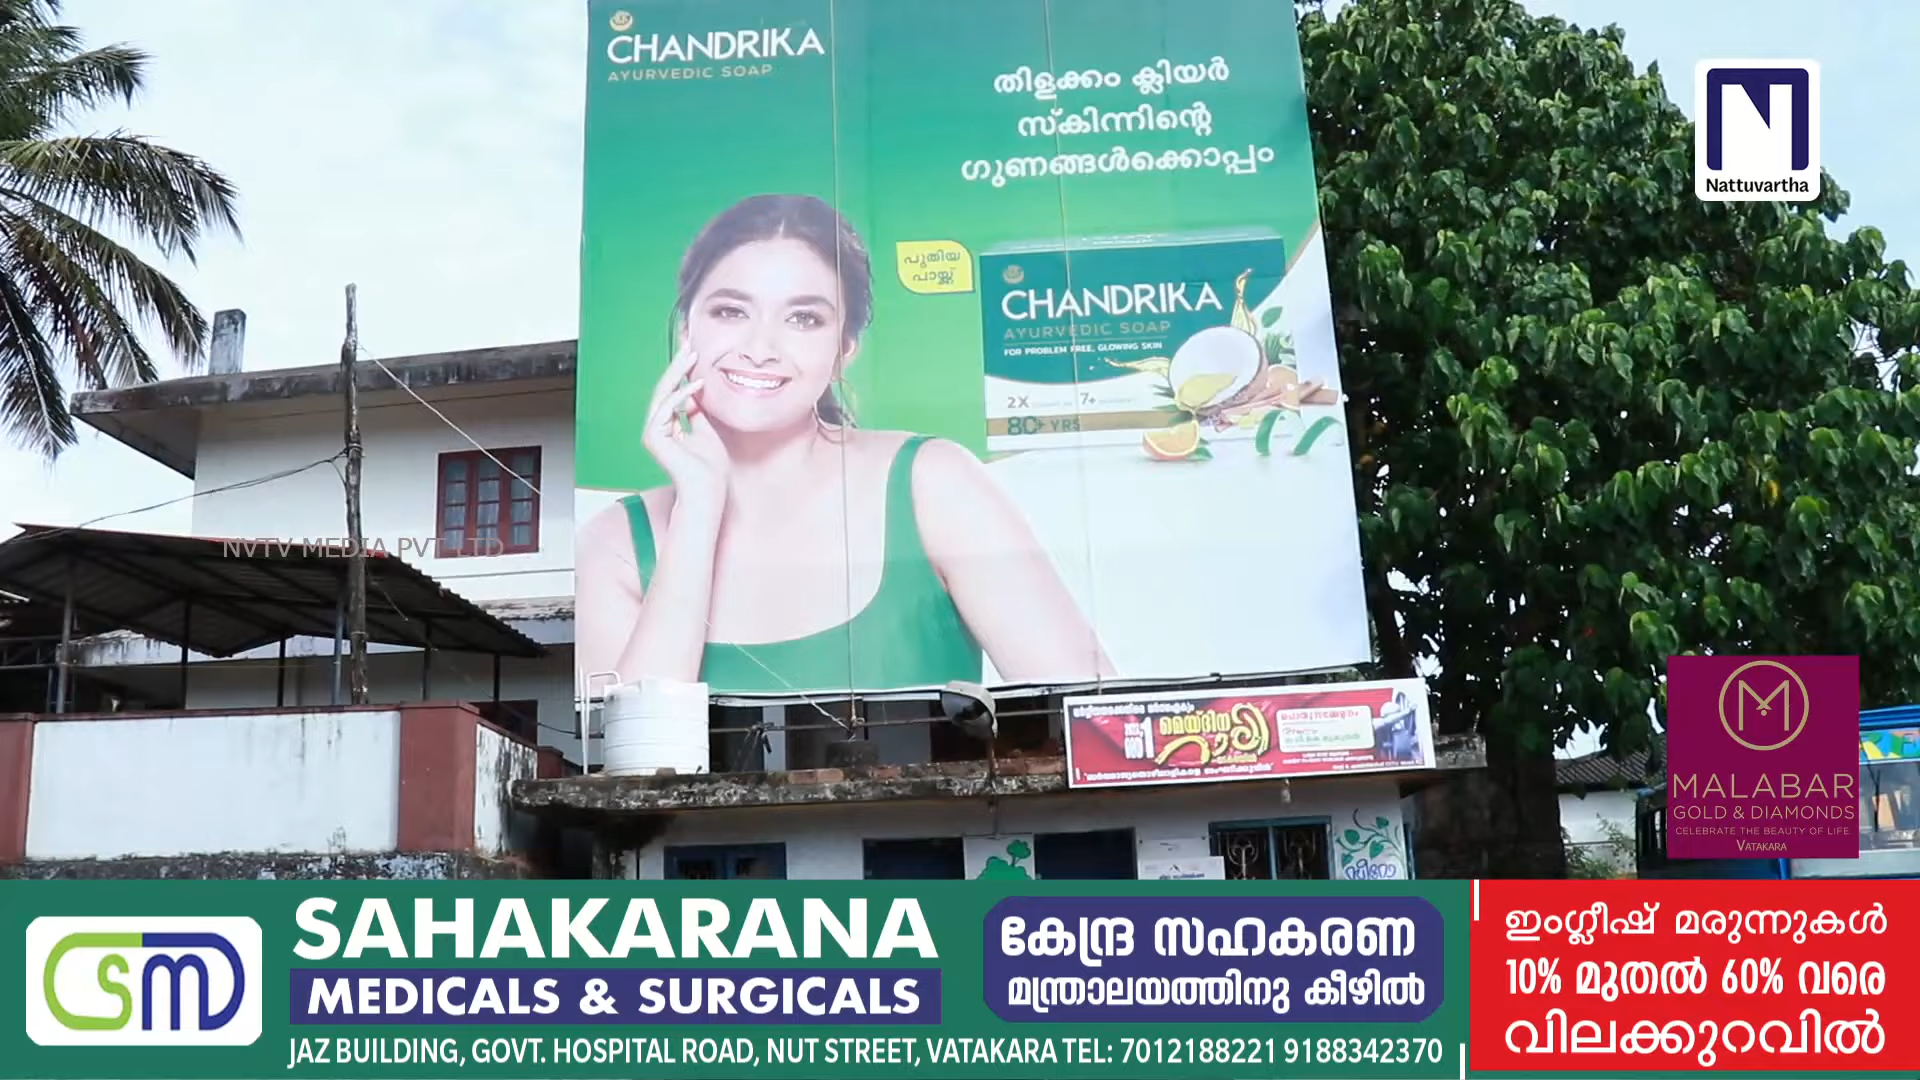 CHANDRIKA
AYURVEDIC SOAP
തിളക്കം ക്ലിയർ
സ്കിന്നിന്റെ
ഗുണങ്ങൾക്കൊപ്പം
N
Nattuvartha
പുതിയ
പായ്ക്ക്
CHANDRIKA
AYURVEDIC SOAP
FOR PROBLEM FREE, GLOWING SKIN
2X
7+
80+ YRS
NVTV MEDIA PVT LTD
മെയ്ദിന
റാലി
M
MALABAR
GOLD & DIAMONDS
CELEBRATE THE BEAUTY OF LIFE
VATAKARA
csm
SAHAKARANA
MEDICALS & SURGICALS
കേന്ദ്ര സഹകരണ
മന്ത്രാലയത്തിനു കീഴിൽ
JAZ BUILDING, GOVT. HOSPITAL ROAD, NUT STREET, VATAKARA TEL: 7012188221 9188342370
ഇംഗ്ലീഷ് മരുന്നുകൾ
10% മുതൽ 60% വരെ
വിലക്കുറവിൽ